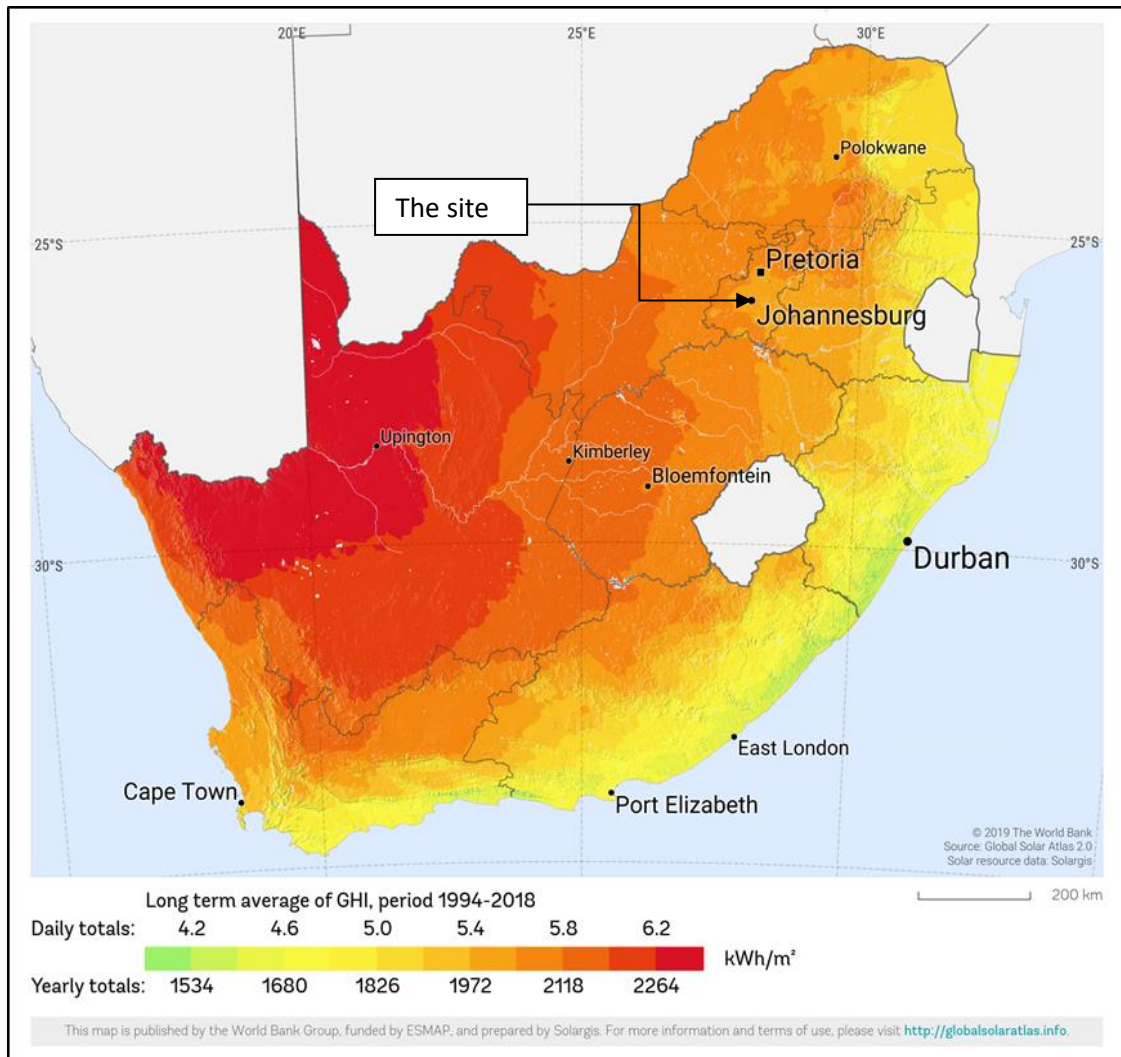 20°E 25°E 30°E
Polokwane
The site
25°S 25°S
Pretoria
Johannesburg
Upington
Kimberley
Bloemfontein
Durban
30°S 30°S
East London
Cape Town
Port Elizabeth
© 2019 The World Bank
Source: Global Solar Atlas 2.0
Solar resource data: Solargis
200 km
Long term average of GHI, period 1994-2018
Daily totals: 4.2 4.6 5.0 5.4 5.8 6.2
kWh/m²
Yearly totals: 1534 1680 1826 1972 2118 2264
This map is published by the World Bank Group, funded by ESMAP, and prepared by Solargis. For more information and terms of use, please visit http://globalsolaratlas.info.